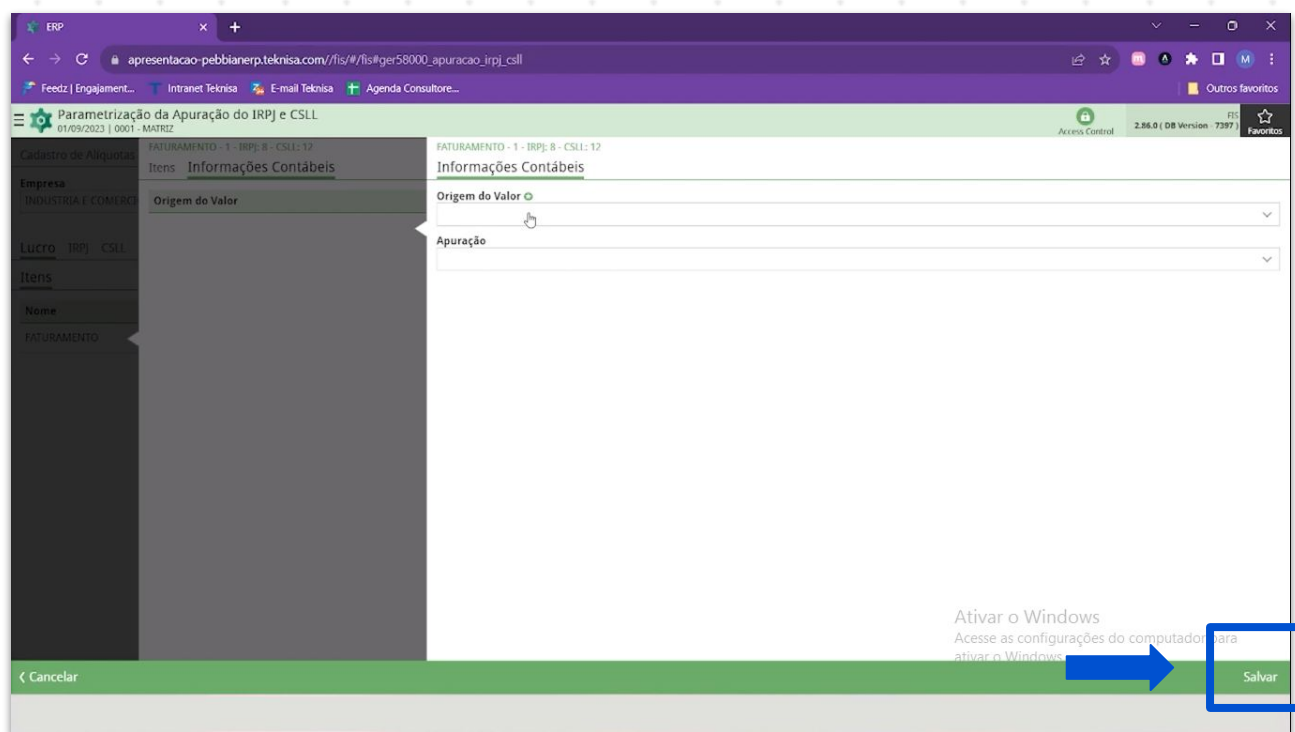 ERP
apresentacao-pebbianerp.teknisa.com//fis/#/fis#ger58000_apuracao_irpj_csll
M
Feedz | Engajament...
Intranet Teknisa
E-mail Teknisa
Agenda Consultore...
Outros favoritos
Parametrização da Apuração do IRPJ e CSLL
01/09/2023 | 0001 - MATRIZ
Access Control
FIS
2.86.0 ( DB Version - 7397 )
Favoritos
Cadastro de Alíquotas
Empresa
INDUSTRIA E COMERCI
Lucro IRPJ CSLL
Itens
Nome
FATURAMENTO
FATURAMENTO - 1 - IRPJ: 8 - CSLL: 12
Itens Informações Contábeis
Origem do Valor
FATURAMENTO - 1 - IRPJ: 8 - CSLL: 12
Informações Contábeis
Origem do Valor
Apuração
Ativar o Windows
Acesse as configurações do computador para
ativar o Windows.
Cancelar
Salvar